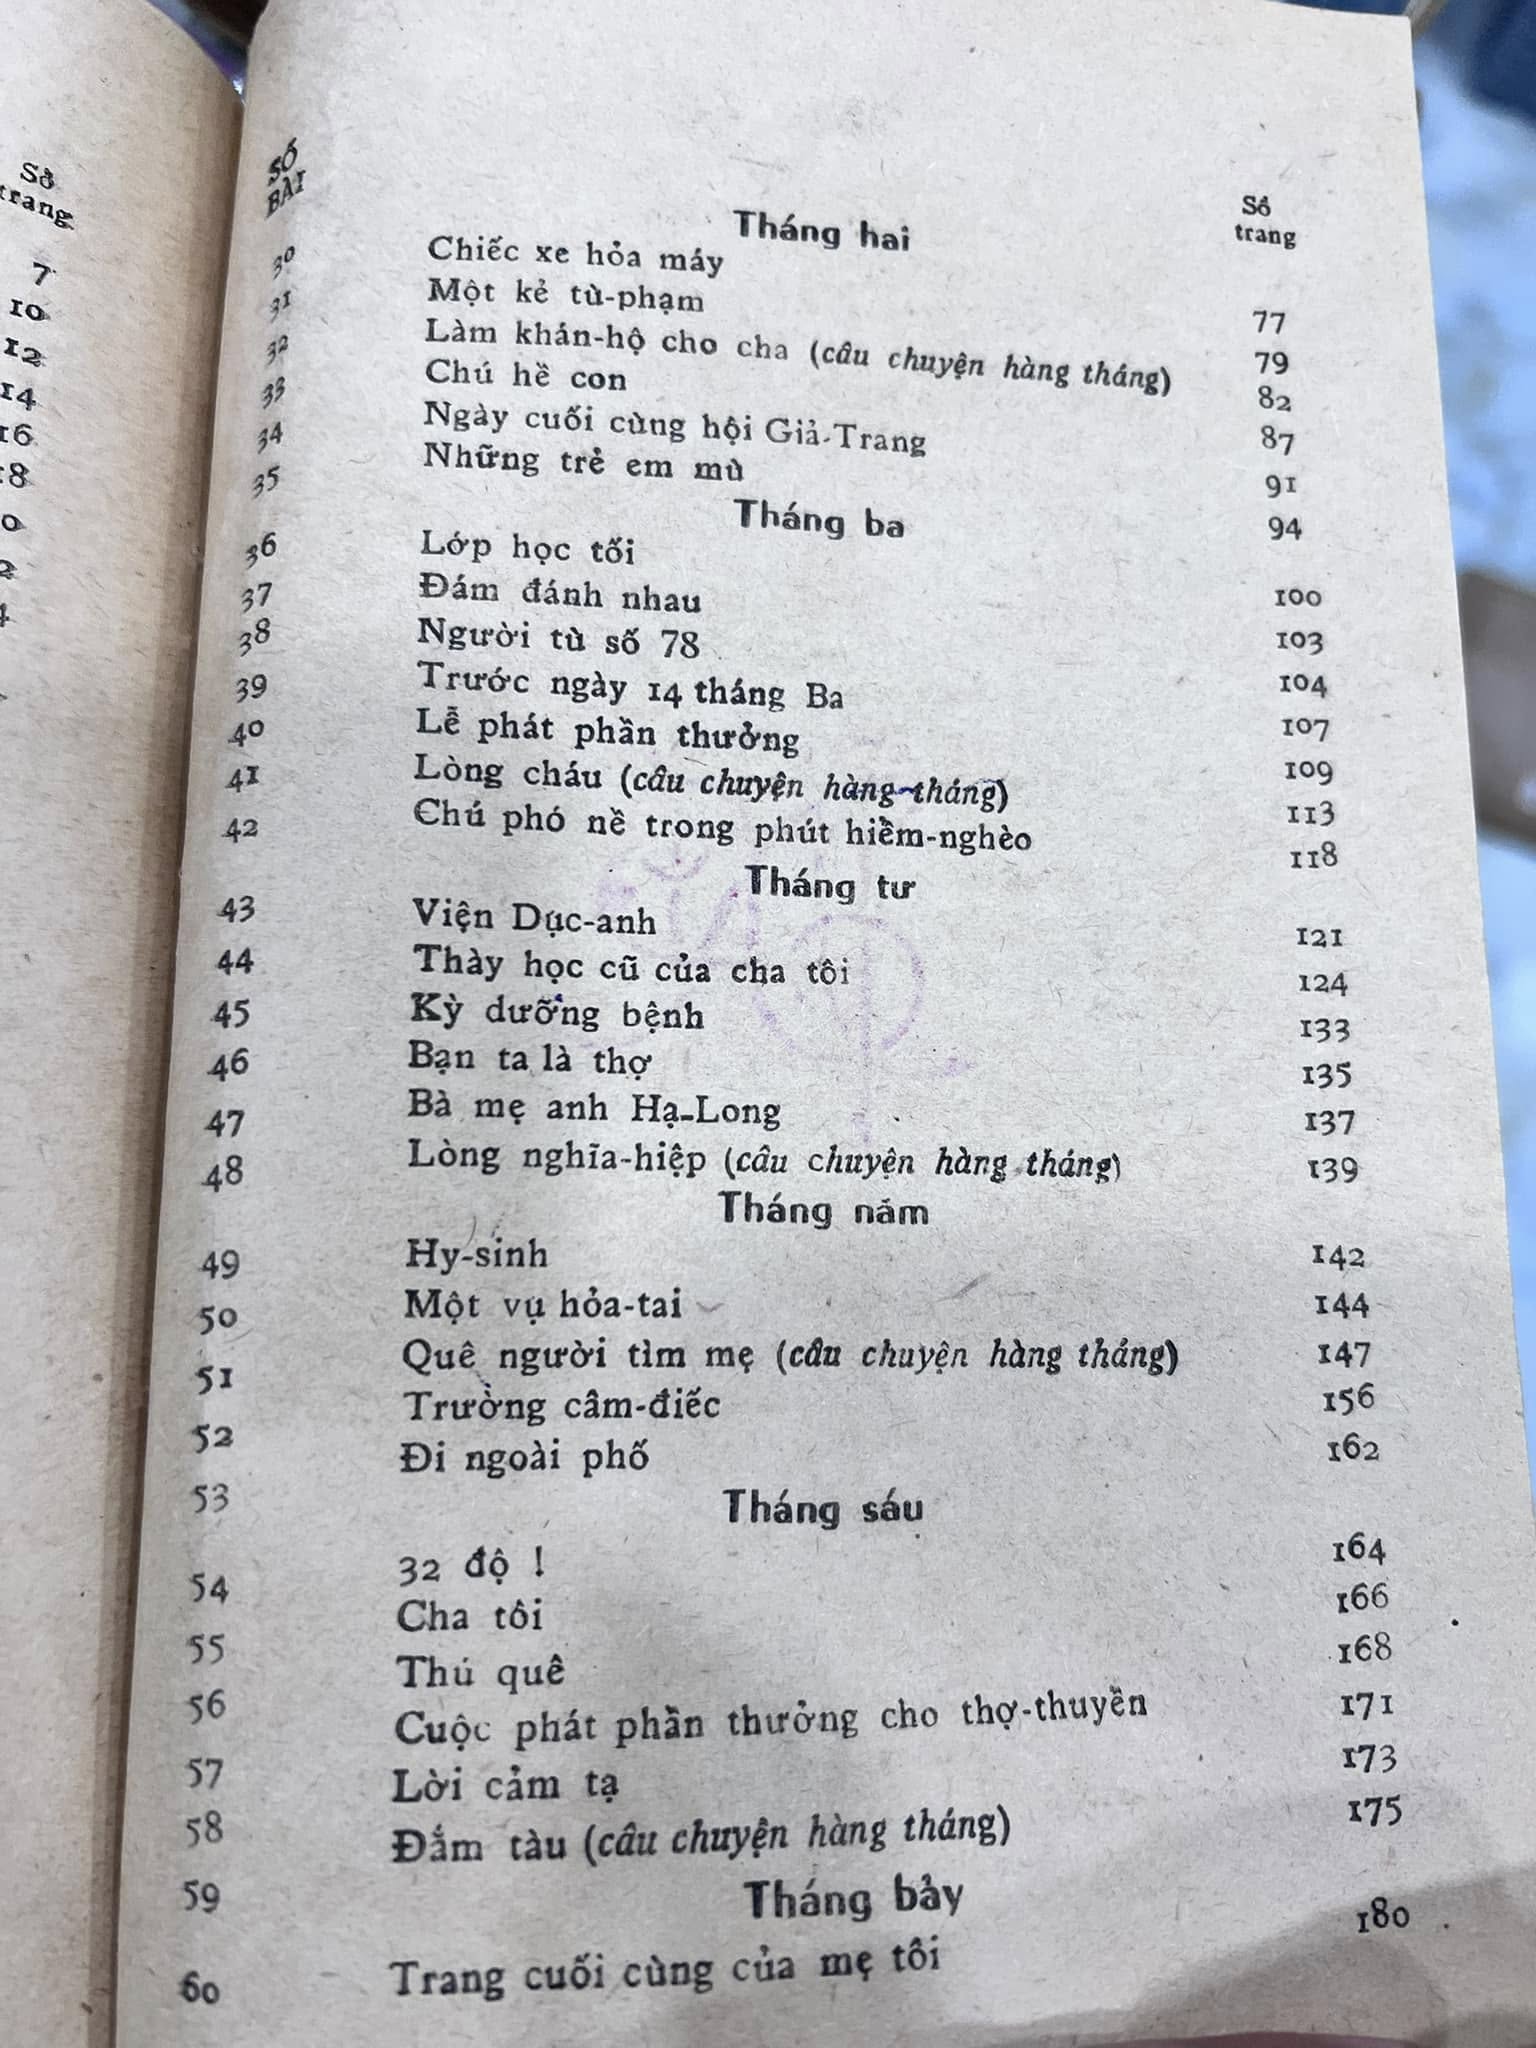 Số
trang
7
10
12
14
16
18
SỐ
BÀI
Số
trang
Tháng hai
30 Chiếc xe hỏa máy 77
31 Một kẻ tù-phạm 79
32 Làm khán-hộ cho cha (câu chuyện hàng tháng) 82
33 Chú hề con 87
34 Ngày cuối cùng hội Giả-Trang 91
35 Những trẻ em mù 94
Tháng ba
36 Lớp học tối 100
37 Đám đánh nhau 103
38 Người tù số 78 104
39 Trước ngày 14 tháng Ba 107
40 Lễ phát phần thưởng 109
41 Lòng cháu (câu chuyện hàng-tháng) 113
42 Chú phó nề trong phút hiểm-nghèo 118
Tháng tư
43 Viện Dục-anh 121
44 Thày học cũ của cha tôi 124
45 Kỳ dưỡng bệnh 133
46 Bạn ta là thợ 135
47 Bà mẹ anh Hạ-Long 137
48 Lòng nghĩa-hiệp (câu chuyện hàng tháng) 139
Tháng năm
49 Hy-sinh 142
50 Một vụ hỏa-tai 144
51 Quê người tìm mẹ (câu chuyện hàng tháng) 147
52 Trường câm-điếc 156
53 Đi ngoài phố 162
Tháng sáu
54 32 độ ! 164
55 Cha tôi 166
56 Thú quê 168
57 Cuộc phát phần thưởng cho thợ-thuyền 171
58 Lời cảm tạ 173
59 Đắm tàu (câu chuyện hàng tháng) 175
Tháng bảy
60 Trang cuối cùng của mẹ tôi 180